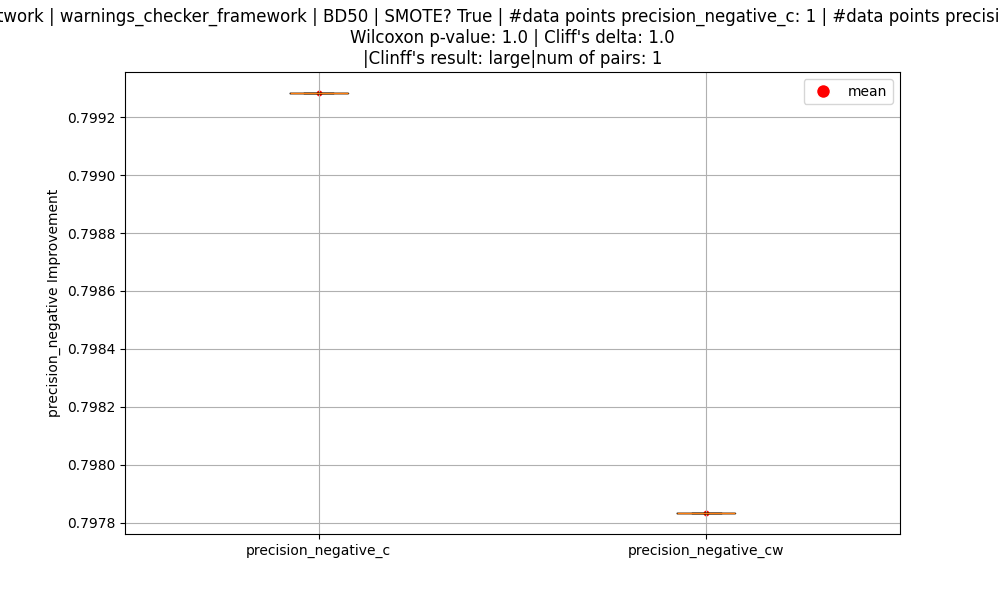 | warnings_checker_framework | BD50 | SMOTE? True | #data points precision_negative_c: 1 | #data points
Wilcoxon p-value: 1.0 | Cliff's delta: 1.0
|Clinff's result: large|num of pairs: 1
mean
0.7992
0.7990
0.7988
0.7986
0.7984
0.7982
0.7980
0.7978
precision_negative Improvement
precision_negative_c
precision_negative_cw